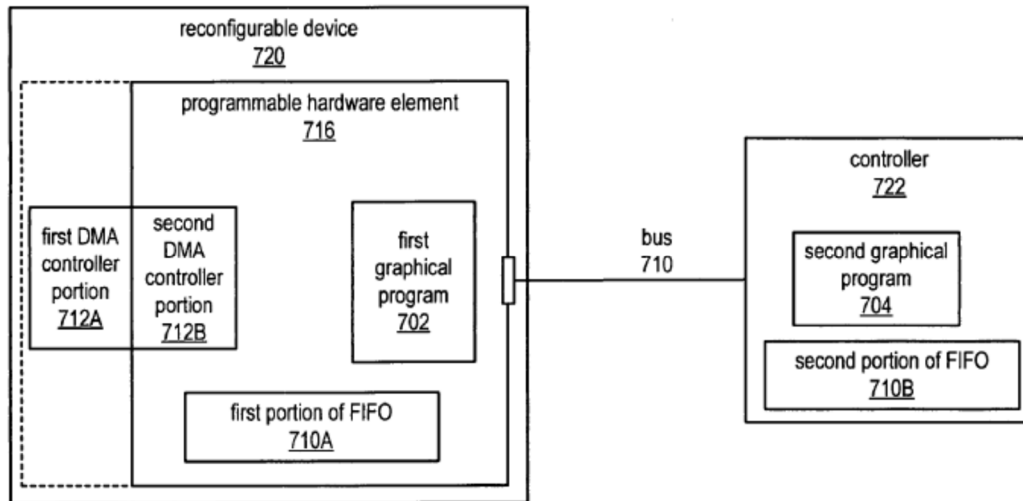 reconfigurable device
720
programmable hardware element
716
first DMA
controller
portion
712A
second
DMA
controller
portion
712B
first
graphical
program
702
first portion of FIFO
710A
bus
710
controller
722
second graphical
program
704
second portion of FIFO
710B